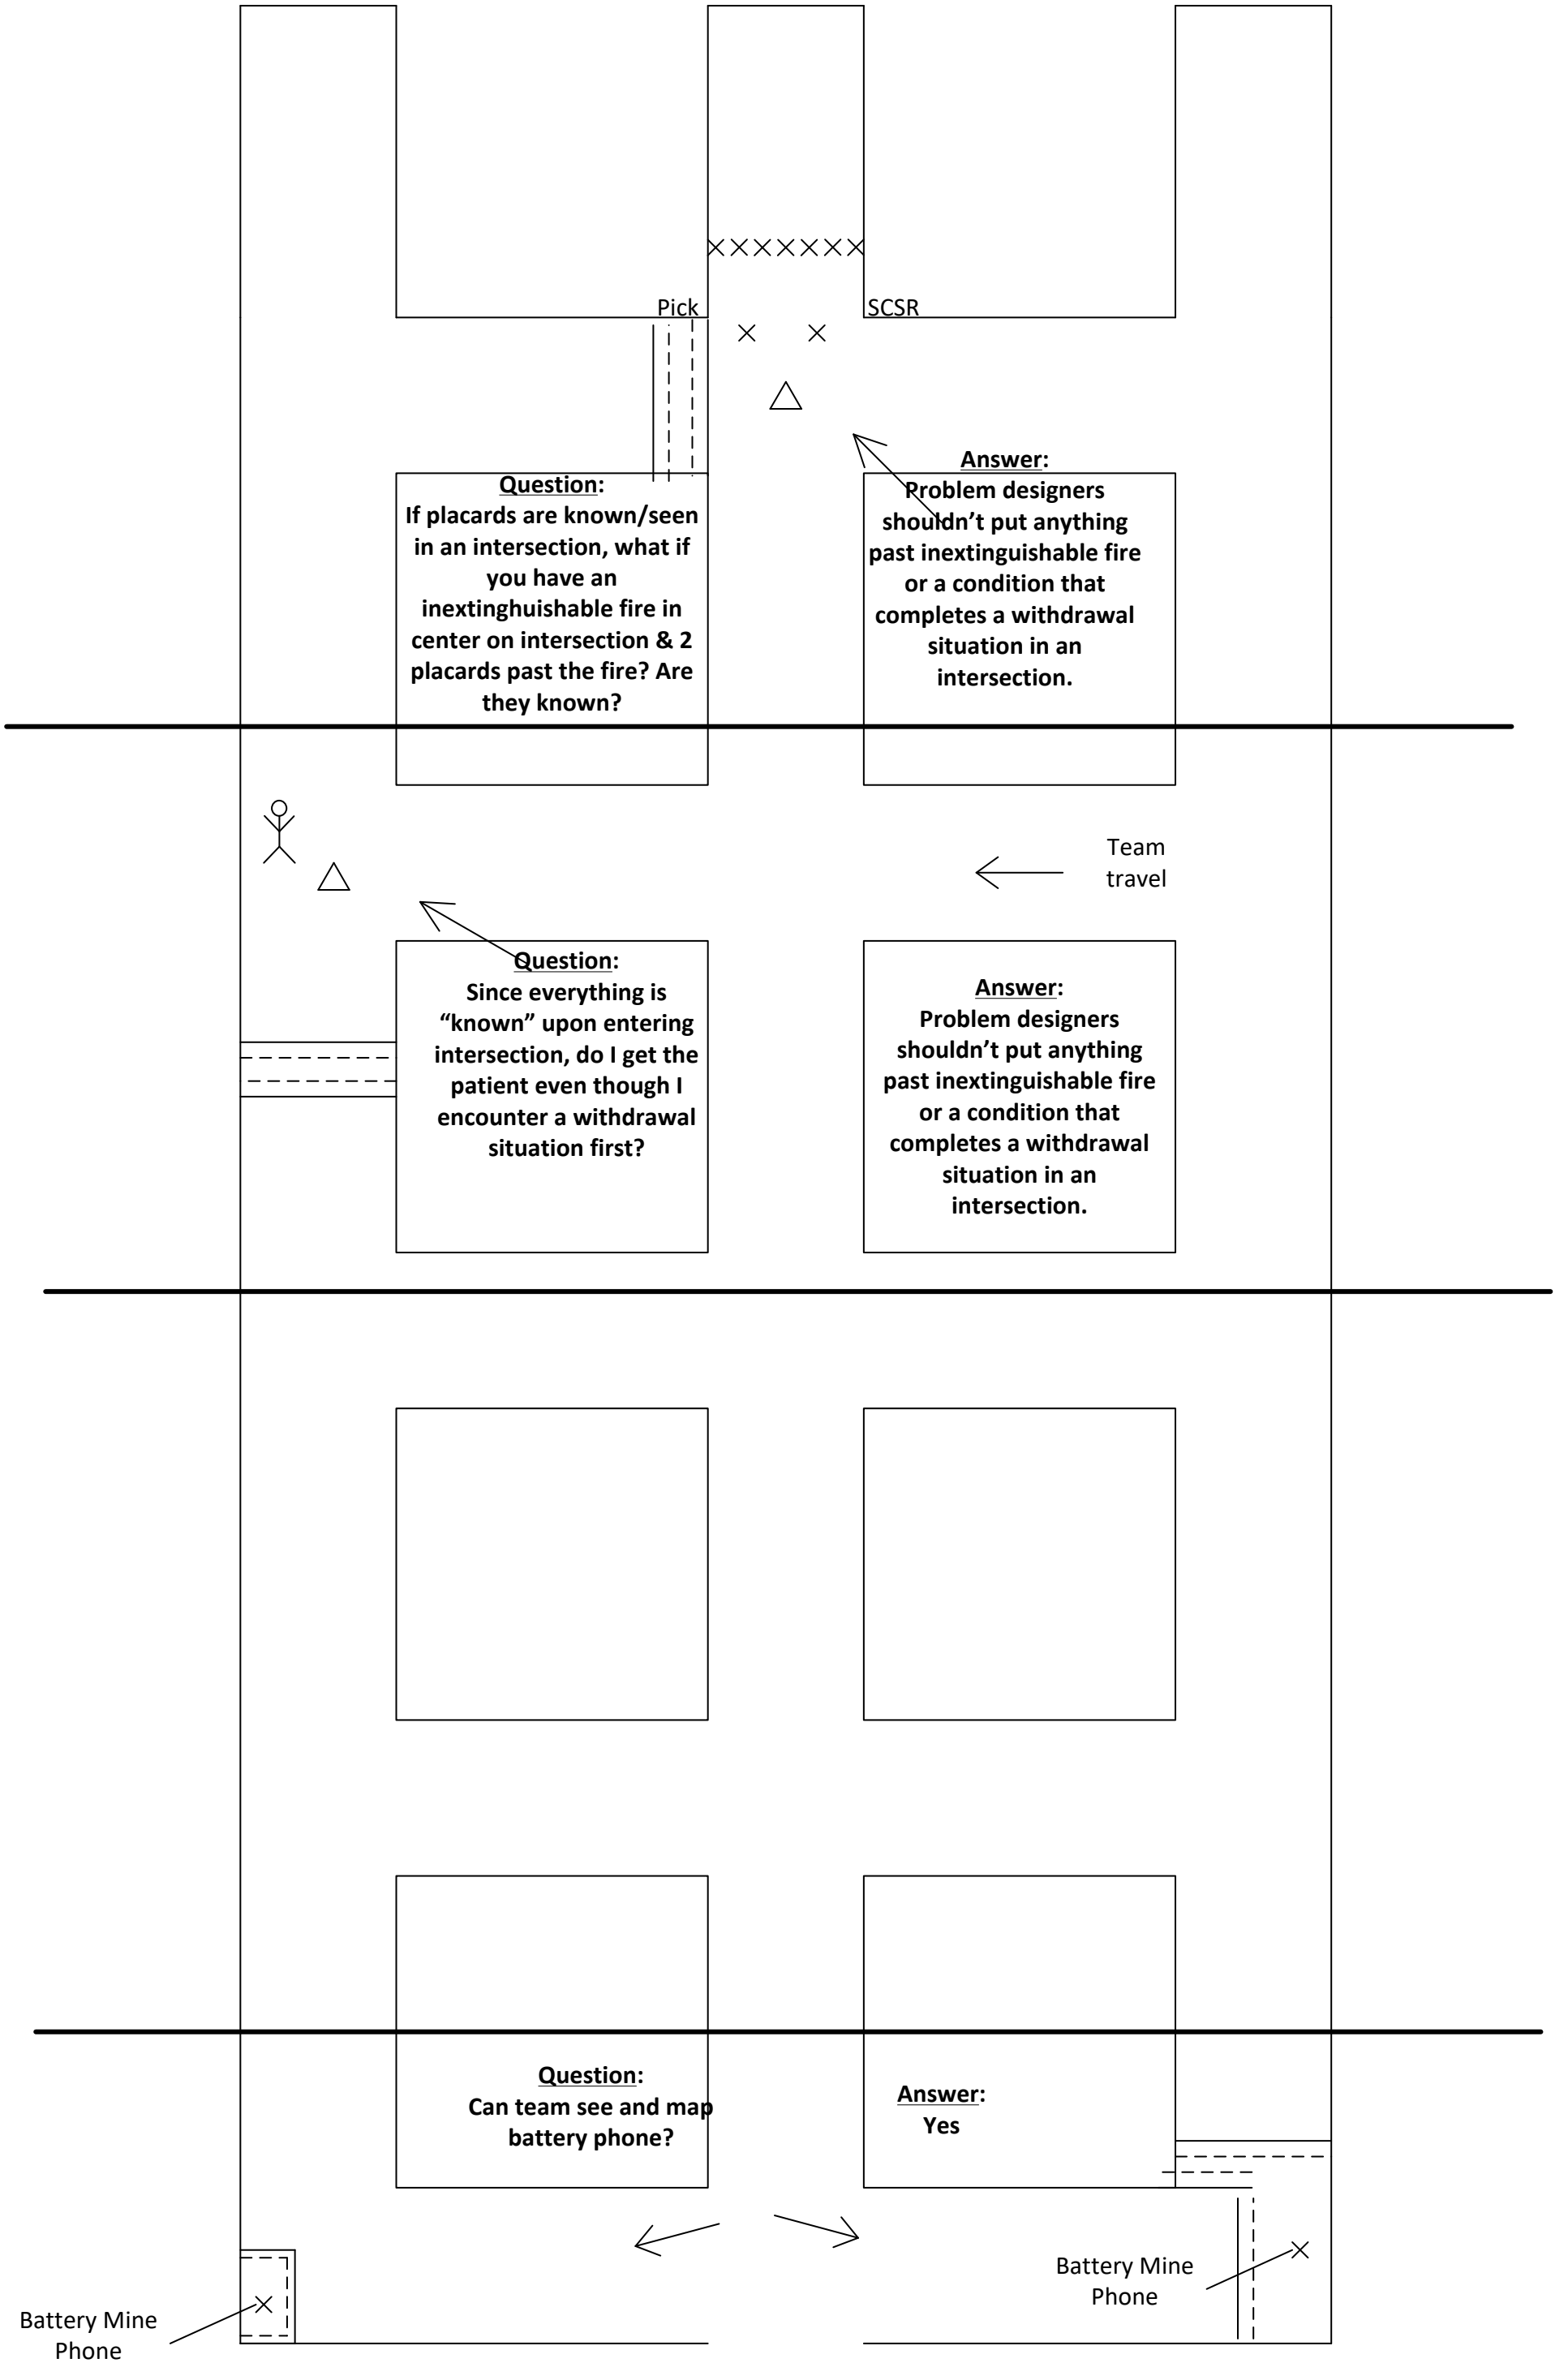 Pick
SCSR
Question:
If placards are known/seen
in an intersection, what if
you have an
inextinghuishable fire in
center on intersection & 2
placards past the fire? Are
they known?
Answer:
Problem designers
shouldn’t put anything
past inextinguishable fire
or a condition that
completes a withdrawal
situation in an
intersection.
Team
travel
Question:
Since everything is
“known” upon entering
intersection, do I get the
patient even though I
encounter a withdrawal
situation first?
Answer:
Problem designers
shouldn’t put anything
past inextinguishable fire
or a condition that
completes a withdrawal
situation in an
intersection.
Question:
Can team see and map
battery phone?
Answer:
Yes
Battery Mine
Phone
Battery Mine
Phone